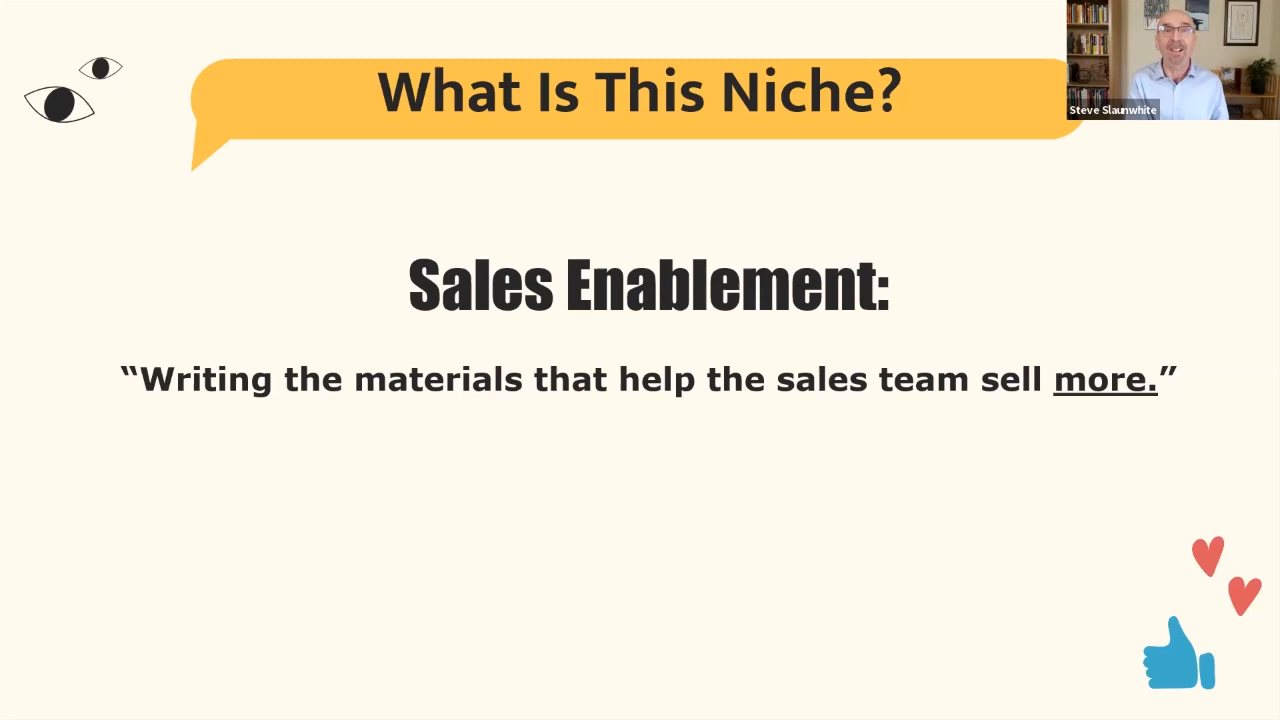 What Is This Niche?
Steve Slaunwhite
Sales Enablement:
“Writing the materials that help the sales team sell more.”